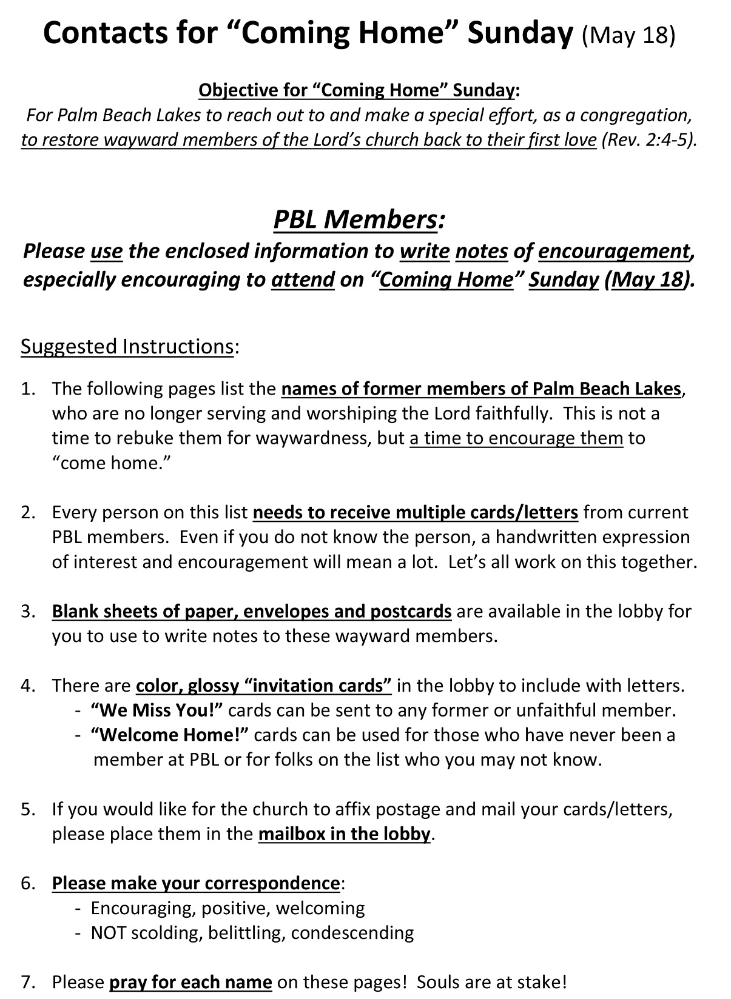 Contacts for “Coming Home” Sunday (May 18)
Objective for “Coming Home” Sunday:
For Palm Beach Lakes to reach out to and make a special effort, as a congregation,
to restore wayward members of the Lord’s church back to their first love (Rev. 2:4-5).
PBL Members:
Please use the enclosed information to write notes of encouragement,
especially encouraging to attend on “Coming Home” Sunday (May 18).
Suggested Instructions:
1. The following pages list the names of former members of Palm Beach Lakes,
who are no longer serving and worshiping the Lord faithfully. This is not a
time to rebuke them for waywardness, but a time to encourage them to
“come home.”
2. Every person on this list needs to receive multiple cards/letters from current
PBL members. Even if you do not know the person, a handwritten expression
of interest and encouragement will mean a lot. Let’s all work on this together.
3. Blank sheets of paper, envelopes and postcards are available in the lobby for
you to use to write notes to these wayward members.
4. There are color, glossy “invitation cards” in the lobby to include with letters.
- “We Miss You!” cards can be sent to any former or unfaithful member.
- “Welcome Home!” cards can be used for those who have never been a
member at PBL or for folks on the list who you may not know.
5. If you would like for the church to affix postage and mail your cards/letters,
please place them in the mailbox in the lobby.
6. Please make your correspondence:
- Encouraging, positive, welcoming
- NOT scolding, belittling, condescending
7. Please pray for each name on these pages! Souls are at stake!